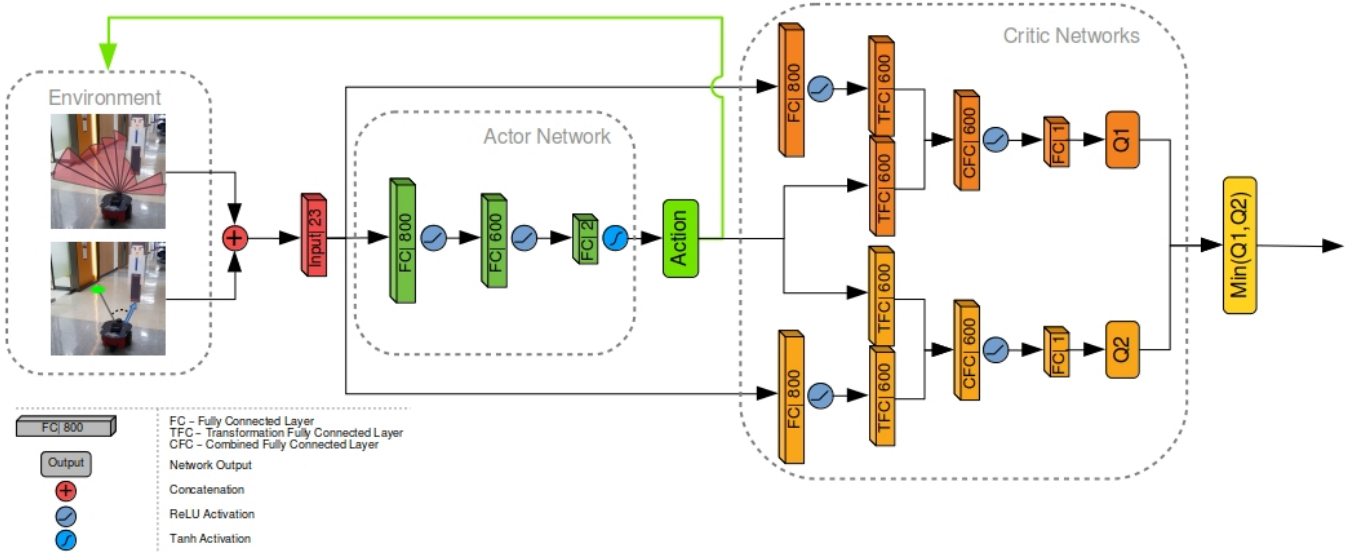 Environment
Input| 23
Actor Network
FC| 800
FC| 600
FC| 2
Action
Critic Networks
FC| 800
TFC| 600
TFC| 600
CFC| 600
FC| 1
Q1
FC| 800
TFC| 600
TFC| 600
CFC| 600
FC| 1
Q2
Min(Q1,Q2)
FC| 800
FC – Fully Connected Layer
TFC – Transformation Fully Connected Layer
CFC – Combined Fully Connected Layer
Output
Network Output
Concatenation
ReLU Activation
Tanh Activation